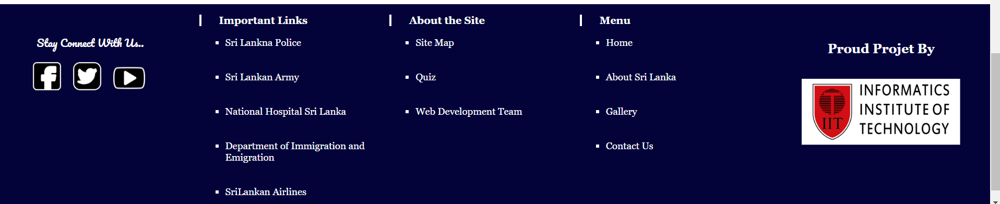 Stay Connect With Us..
Important Links
Sri Lankna Police
Sri Lankan Army
National Hospital Sri Lanka
Department of Immigration and
Emigration
SriLankan Airlines
About the Site
Site Map
Quiz
Web Development Team
Menu
Home
About Sri Lanka
Gallery
Contact Us
Proud Projet By
IIT
INFORMATICS
INSTITUTE OF
TECHNOLOGY